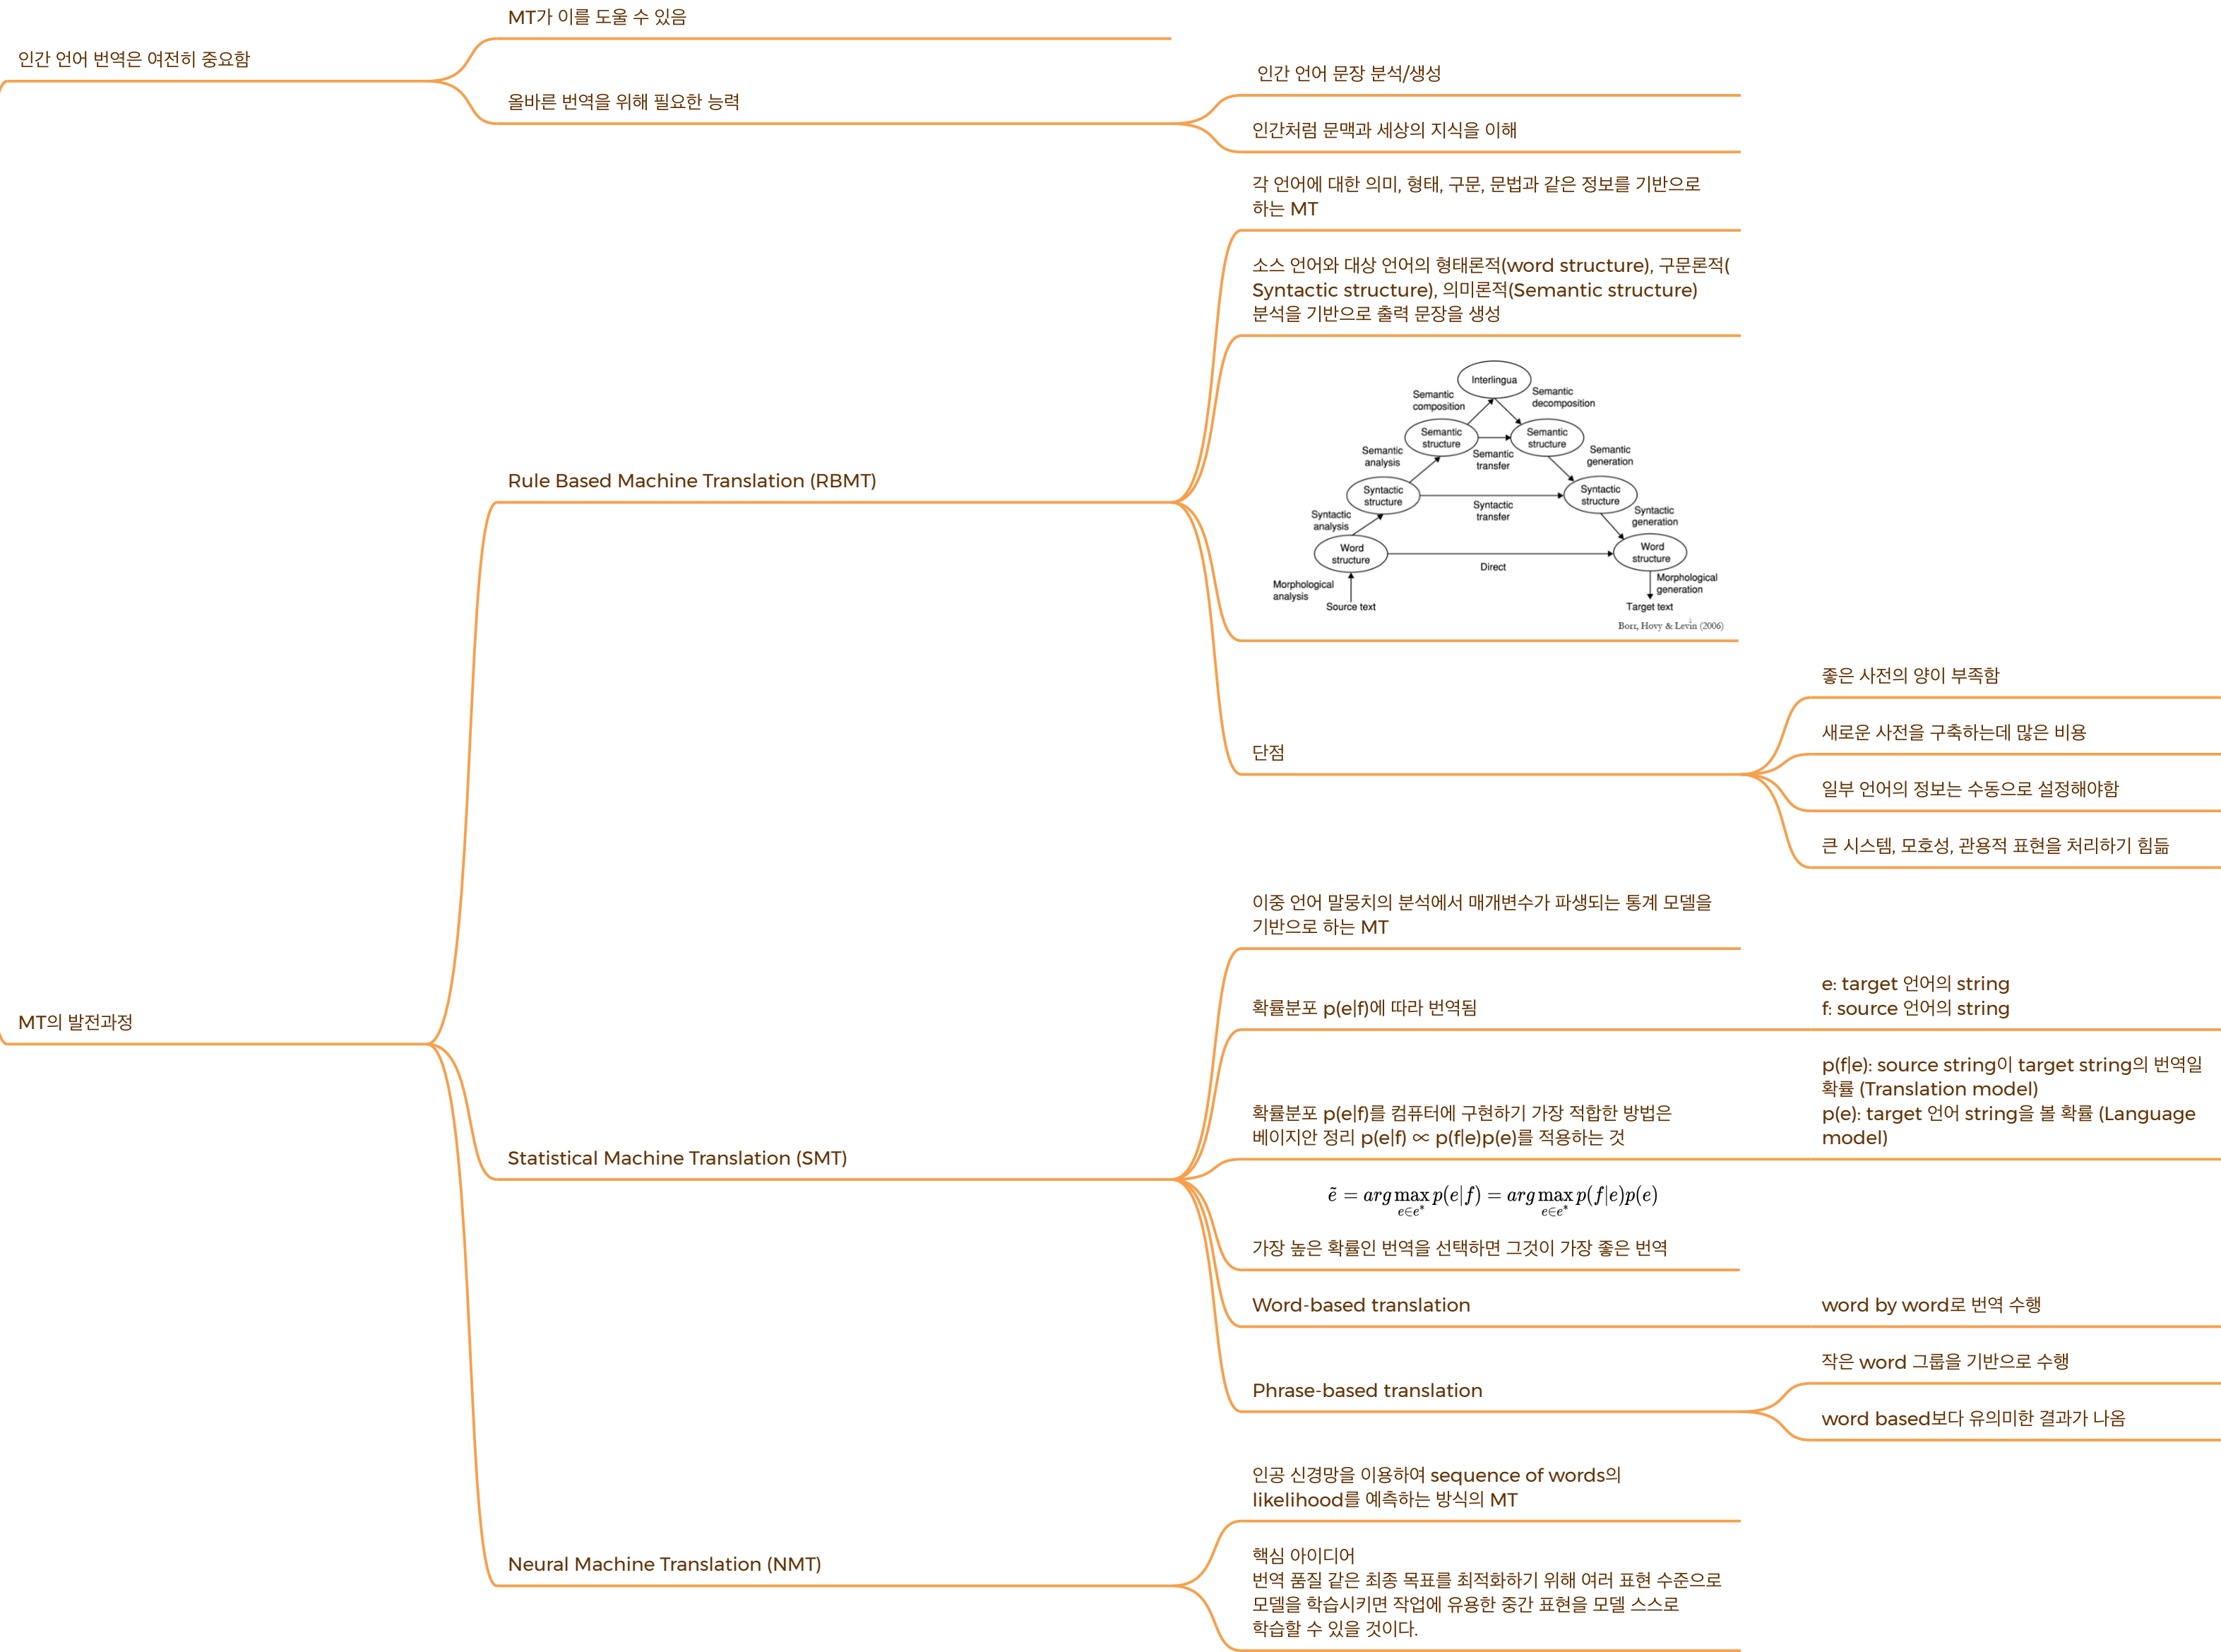 인간 언어 번역은 여전히 중요함
MT가 이를 도울 수 있음
올바른 번역을 위해 필요한 능력
인간 언어 문장 분석/생성
인간처럼 문맥과 세상의 지식을 이해
MT의 발전과정
Rule Based Machine Translation (RBMT)
각 언어에 대한 의미, 형태, 구문, 문법과 같은 정보를 기반으로
하는 MT
소스 언어와 대상 언어의 형태론적(word structure), 구문론적(
Syntactic structure), 의미론적(Semantic structure)
분석을 기반으로 출력 문장을 생성
Interlingua
Semantic
composition
Semantic
decomposition
Semantic
structure
Semantic
structure
Semantic
analysis
Semantic
transfer
Semantic
generation
Syntactic
structure
Syntactic
structure
Syntactic
analysis
Syntactic
transfer
Syntactic
generation
Word
structure
Word
structure
Direct
Morphological
analysis
Morphological
generation
Source text
Target text
Borr, Hovy & Levin (2006)
단점
좋은 사전의 양이 부족함
새로운 사전을 구축하는데 많은 비용
일부 언어의 정보는 수동으로 설정해야함
큰 시스템, 모호성, 관용적 표현을 처리하기 힘듦
Statistical Machine Translation (SMT)
이중 언어 말뭉치의 분석에서 매개변수가 파생되는 통계 모델을
기반으로 하는 MT
확률분포 p(e|f)에 따라 번역됨
e: target 언어의 string
f: source 언어의 string
확률분포 p(e|f)를 컴퓨터에 구현하기 가장 적합한 방법은
베이지안 정리 p(e|f) ∝ p(f|e)p(e)를 적용하는 것
p(f|e): source string이 target string의 번역일
확률 (Translation model)
p(e): target 언어 string을 볼 확률 (Language
model)
ẽ = arg max p(e|f) = arg max p(f|e)p(e)
e∈e* e∈e*
가장 높은 확률인 번역을 선택하면 그것이 가장 좋은 번역
Word-based translation
word by word로 번역 수행
Phrase-based translation
작은 word 그룹을 기반으로 수행
word based보다 유의미한 결과가 나옴
Neural Machine Translation (NMT)
인공 신경망을 이용하여 sequence of words의
likelihood를 예측하는 방식의 MT
핵심 아이디어
번역 품질 같은 최종 목표를 최적화하기 위해 여러 표현 수준으로
모델을 학습시키면 작업에 유용한 중간 표현을 모델 스스로
학습할 수 있을 것이다.